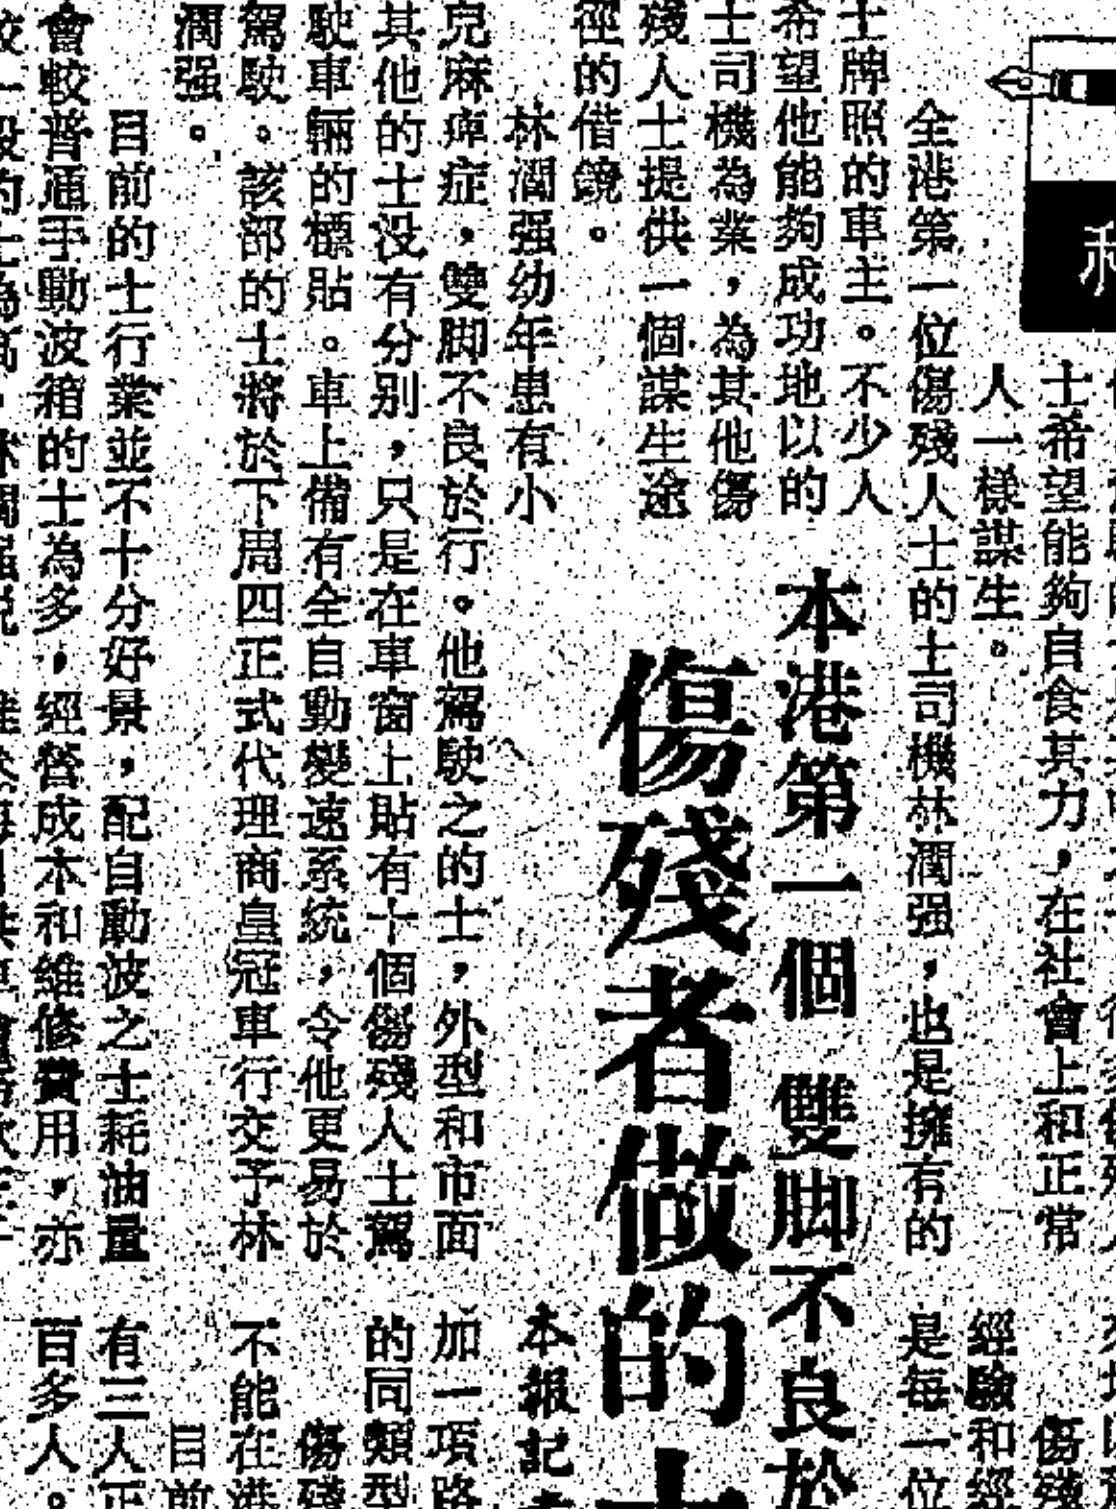 士希望能夠自食其力，在社會上和正常
人一樣謀生。
全港第一位傷殘人士的士司機林潤强，也是擁有的
士牌照的車主。不少人
希望他能夠成功地以的
士司機為業，為其他傷
殘人士提供一個謀生途
徑的借鏡。
林潤强幼年患有小
兒麻痺症，雙脚不良於行。他駕駛之的士，外型和市面
其他的士没有分别，只是在車窗上貼有十個傷殘人士駕
駛車輛的標貼。車上備有全自動變速系統，令他更易於
駕駛。該部的士將於下周四正式代理商皇冠車行交予林
潤强。
目前的士行業並不十分好景，配自動波之士耗油量
會較普通手動波箱的士為多，經營成本和維修費用，亦
本港第一個 雙脚不良於
傷殘者做的士
傷殘
經驗和經
是每一位
本報記
加一項路
的同類型
傷殘
不能在港
目前
有三人正
百多人。